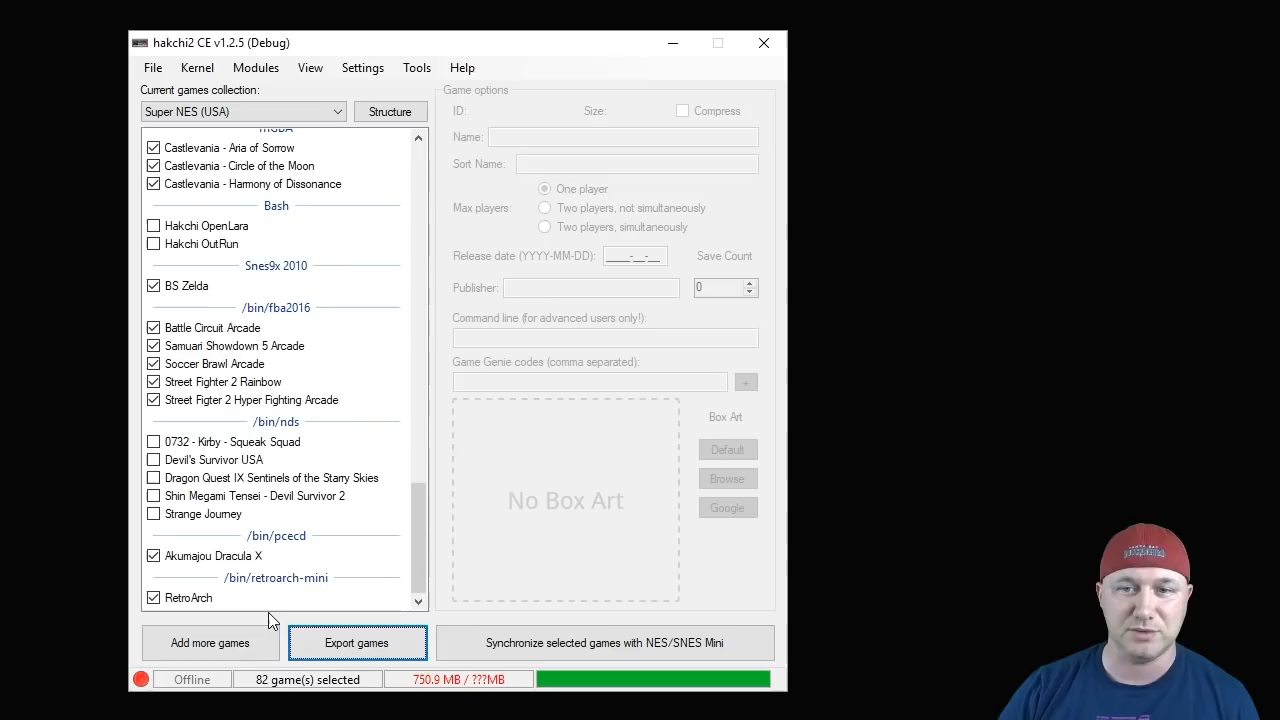 hakchi2 CE v1.2.5 (Debug)
File Kernel Modules View Settings Tools Help
Current games collection:
Super NES (USA)
Structure
mGBA
Castlevania - Aria of Sorrow
Castlevania - Circle of the Moon
Castlevania - Harmony of Dissonance
Bash
Hakchi OpenLara
Hakchi OutRun
Snes9x 2010
BS Zelda
/bin/fba2016
Battle Circuit Arcade
Samuari Showdown 5 Arcade
Soccer Brawl Arcade
Street Fighter 2 Rainbow
Street Figter 2 Hyper Fighting Arcade
/bin/nds
0732 - Kirby - Squeak Squad
Devil's Survivor USA
Dragon Quest IX Sentinels of the Starry Skies
Shin Megami Tensei - Devil Survivor 2
Strange Journey
/bin/pcecd
Akumajou Dracula X
/bin/retroarch-mini
RetroArch
Game options
ID: Size: Compress
Name:
Sort Name:
Max players:
One player
Two players, not simultaneously
Two players, simultaneously
Release date (YYYY-MM-DD): ____-__-__ Save Count
Publisher: 0
Command line (for advanced users only!):
Game Genie codes (comma separated):
+
No Box Art
Box Art
Default
Browse
Google
Add more games Export games Synchronize selected games with NES/SNES Mini
Offline 82 game(s) selected 750.9 MB / ???MB